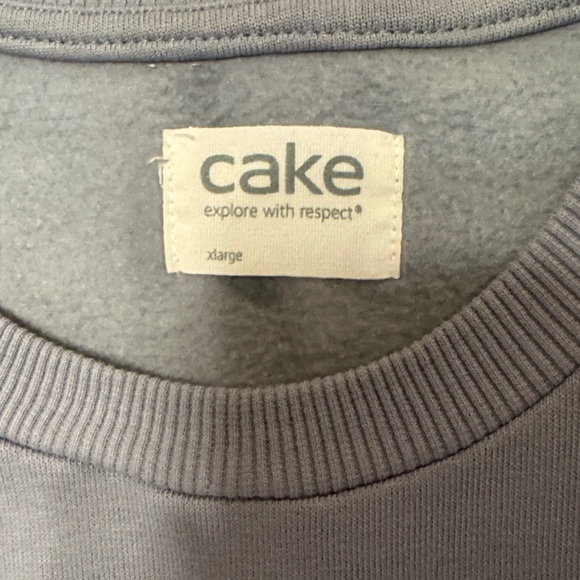 cake
explore with respect®
xlarge